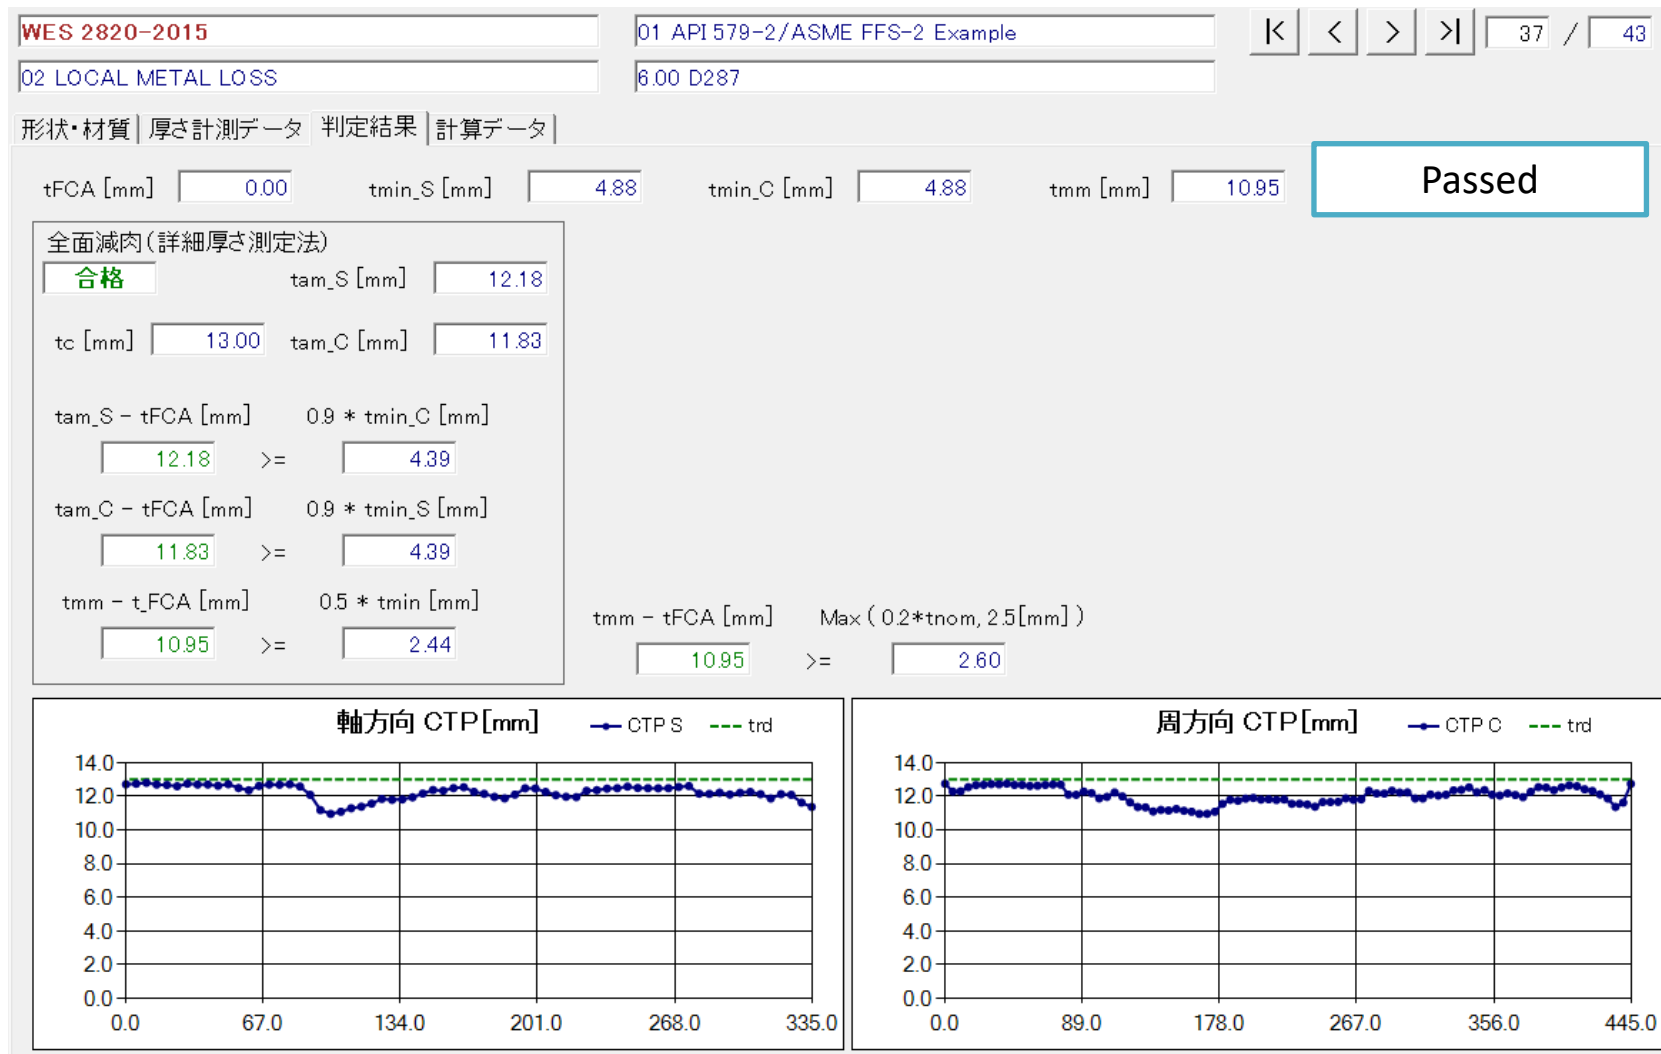 WES 2820-2015
01 API 579-2/ASME FFS-2 Example
37 / 43
02 LOCAL METAL LOSS
6.00 D287
形状・材質 厚さ計測データ 判定結果 計算データ
tFCA [mm] 0.00 tmin_S [mm] 4.88 tmin_C [mm] 4.88 tmm [mm] 10.95
Passed
全面減肉(詳細厚さ測定法)
合格 tam_S [mm] 12.18
tc [mm] 13.00 tam_C [mm] 11.83
tam_S - tFCA [mm] 0.9 * tmin_C [mm]
12.18 >= 4.39
tam_C - tFCA [mm] 0.9 * tmin_S [mm]
11.83 >= 4.39
tmm - t_FCA [mm] 0.5 * tmin [mm]
10.95 >= 2.44
tmm - tFCA [mm] Max ( 0.2*tnom, 2.5[mm] )
10.95 >= 2.60
軸方向 CTP[mm] CTP S trd
14.0
12.0
10.0
8.0
6.0
4.0
2.0
0.0
0.0 67.0 134.0 201.0 268.0 335.0
周方向 CTP[mm] CTP C trd
14.0
12.0
10.0
8.0
6.0
4.0
2.0
0.0
0.0 89.0 178.0 267.0 356.0 445.0